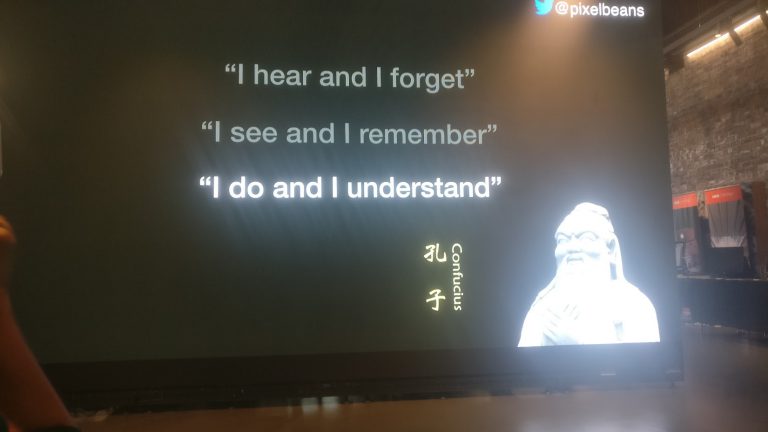 @pixelbeans
“I hear and I forget”
“I see and I remember”
“I do and I understand”
孔子
Confucius